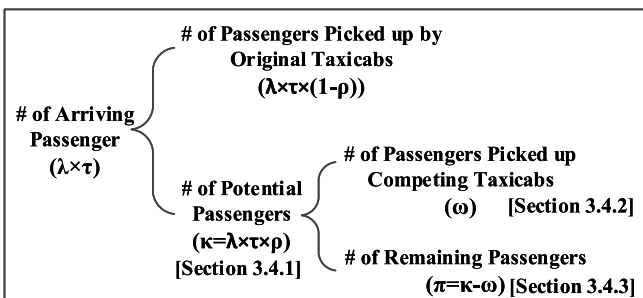 # of Passengers Picked up by
Original Taxicabs
(λ×τ×(1-ρ))
# of Arriving
Passenger
(λ×τ)
# of Potential
Passengers
(κ=λ×τ×ρ)
[Section 3.4.1]
# of Passengers Picked up
Competing Taxicabs
(ω) [Section 3.4.2]
# of Remaining Passengers
(π=κ-ω) [Section 3.4.3]